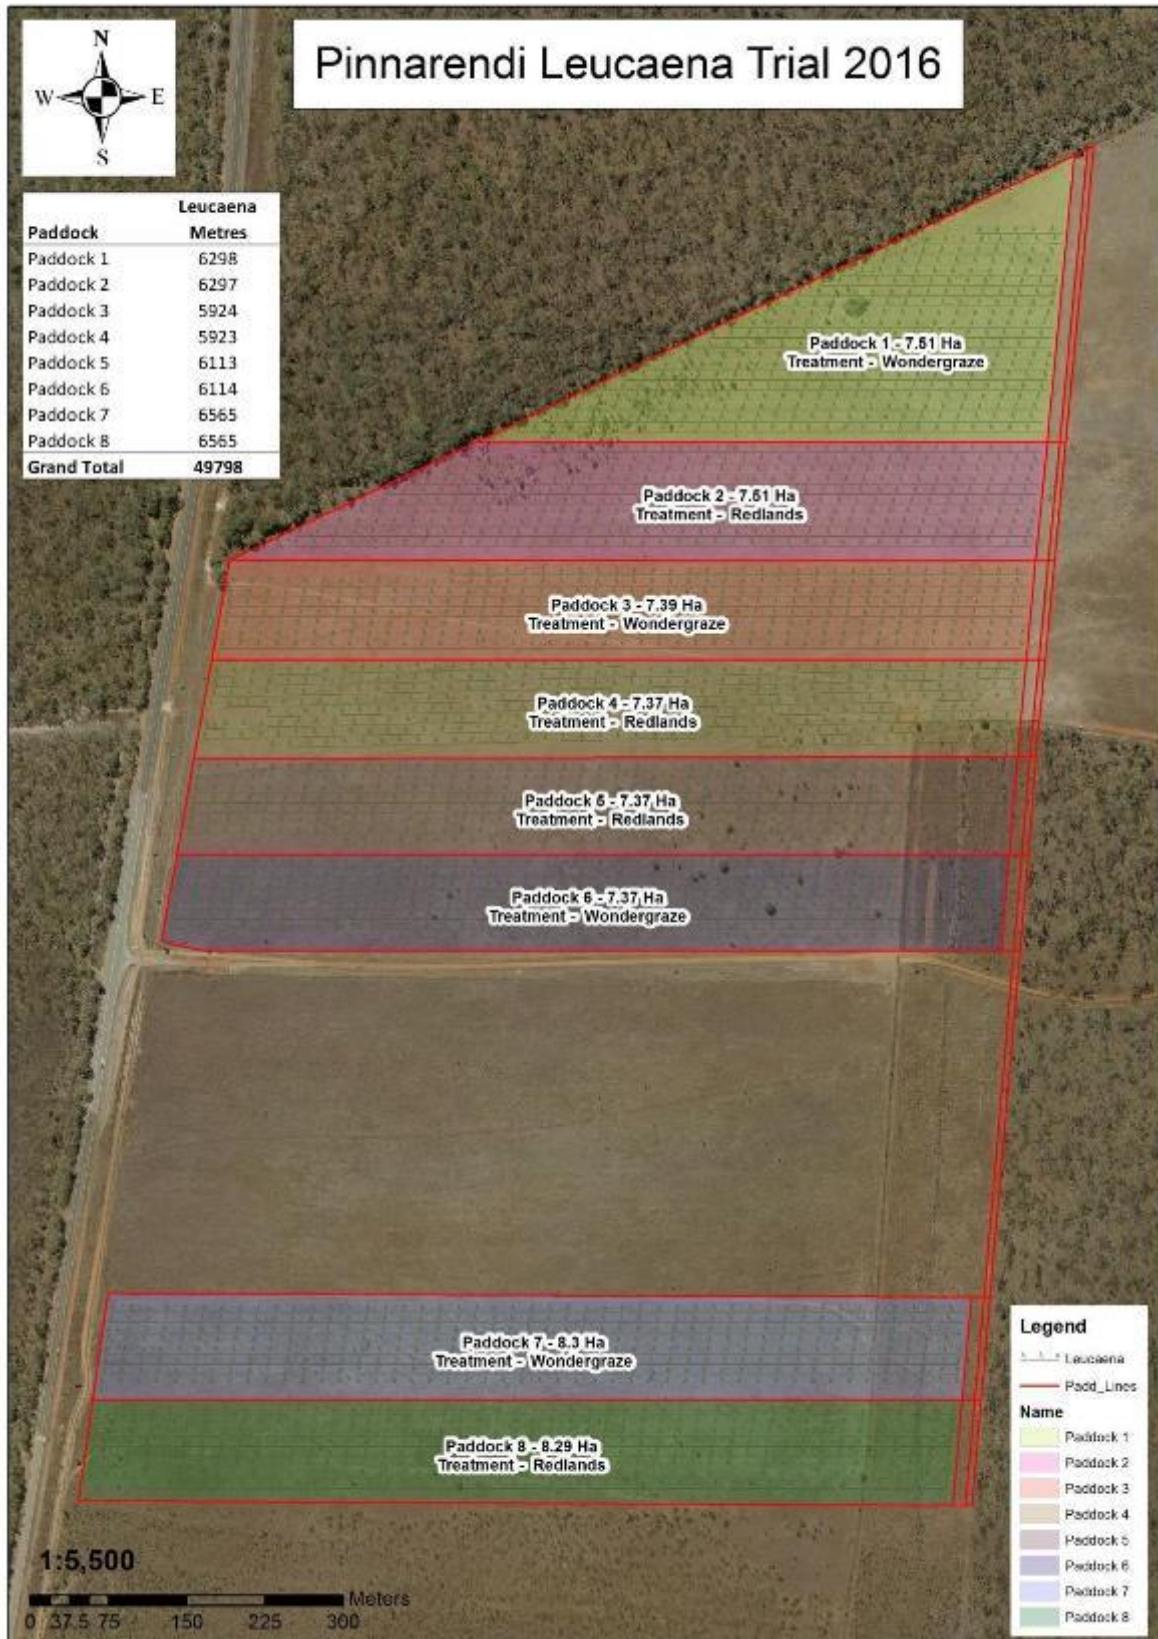 N
W E
S
Pinnarendi Leucaena Trial 2016
Leucaena
Paddock Metres
Paddock 1 6298
Paddock 2 6297
Paddock 3 5924
Paddock 4 5923
Paddock 5 6113
Paddock 6 6114
Paddock 7 6565
Paddock 8 6565
Grand Total 49798
Paddock 1 - 7.51 Ha
Treatment - Wondergraze
Paddock 2 - 7.51 Ha
Treatment - Redlands
Paddock 3 - 7.39 Ha
Treatment - Wondergraze
Paddock 4 - 7.37 Ha
Treatment - Redlands
Paddock 5 - 7.37 Ha
Treatment - Redlands
Paddock 6 - 7.37 Ha
Treatment - Wondergraze
Paddock 7 - 8.3 Ha
Treatment - Wondergraze
Paddock 8 - 8.29 Ha
Treatment - Redlands
Legend
Leucaena
Padd_Lines
Name
Paddock 1
Paddock 2
Paddock 3
Paddock 4
Paddock 5
Paddock 6
Paddock 7
Paddock 8
1:5,500
Meters
0 37.5 75 150 225 300